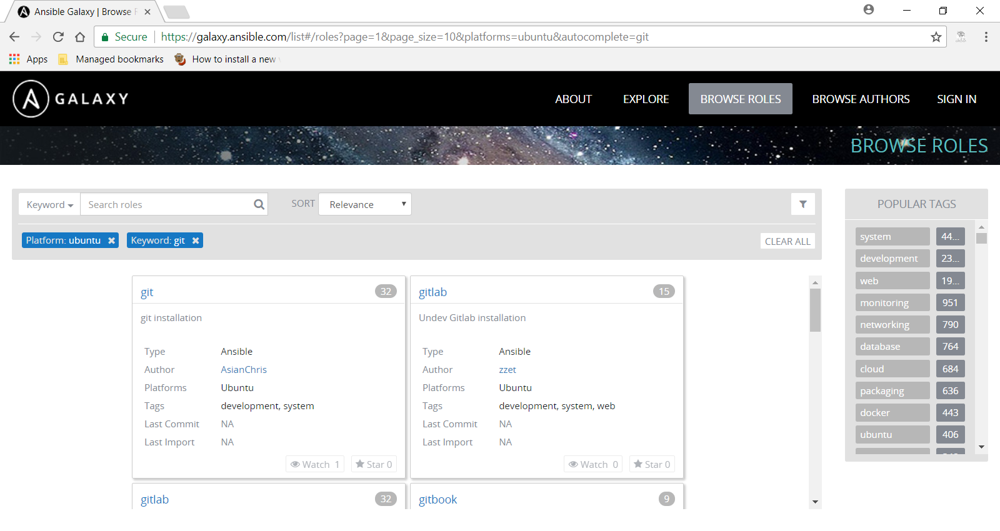 Ansible Galaxy | Browse
Secure https://galaxy.ansible.com/list#/roles?page=1&page_size=10&platforms=ubuntu&autocomplete=git
Apps Managed bookmarks How to install a new
GALAXY ABOUT EXPLORE BROWSE ROLES BROWSE AUTHORS SIGN IN
BROWSE ROLES
Keyword Search roles SORT Relevance
Platform: ubuntu Keyword: git CLEAR ALL
git 32
git installation
Type Ansible
Author AsianChris
Platforms Ubuntu
Tags development, system
Last Commit NA
Last Import NA
Watch 1 Star 0
gitlab 15
Undev Gitlab installation
Type Ansible
Author zzet
Platforms Ubuntu
Tags development, system, web
Last Commit NA
Last Import NA
Watch 0 Star 0
gitlab 32
gitbook 9
POPULAR TAGS
system 44...
development 23...
web 19...
monitoring 951
networking 790
database 764
cloud 684
packaging 636
docker 443
ubuntu 406